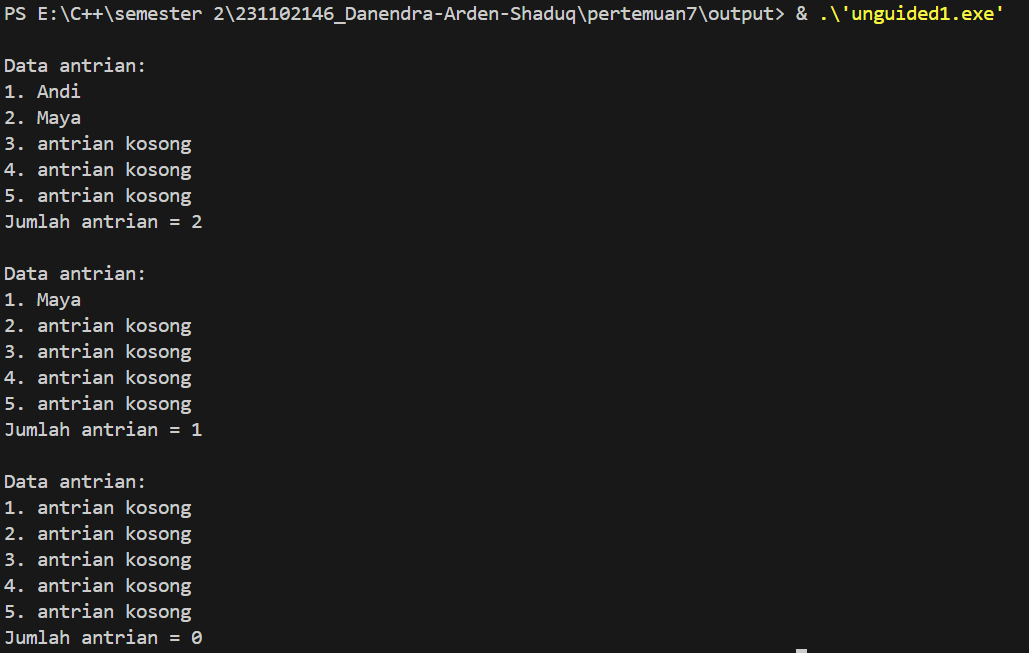 PS E:\C++\semester 2\231102146_Danendra-Arden-Shaduq\pertemuan7\output> & .\'unguided1.exe'
Data antrian:
1. Andi
2. Maya
3. antrian kosong
4. antrian kosong
5. antrian kosong
Jumlah antrian = 2
Data antrian:
1. Maya
2. antrian kosong
3. antrian kosong
4. antrian kosong
5. antrian kosong
Jumlah antrian = 1
Data antrian:
1. antrian kosong
2. antrian kosong
3. antrian kosong
4. antrian kosong
5. antrian kosong
Jumlah antrian = 0